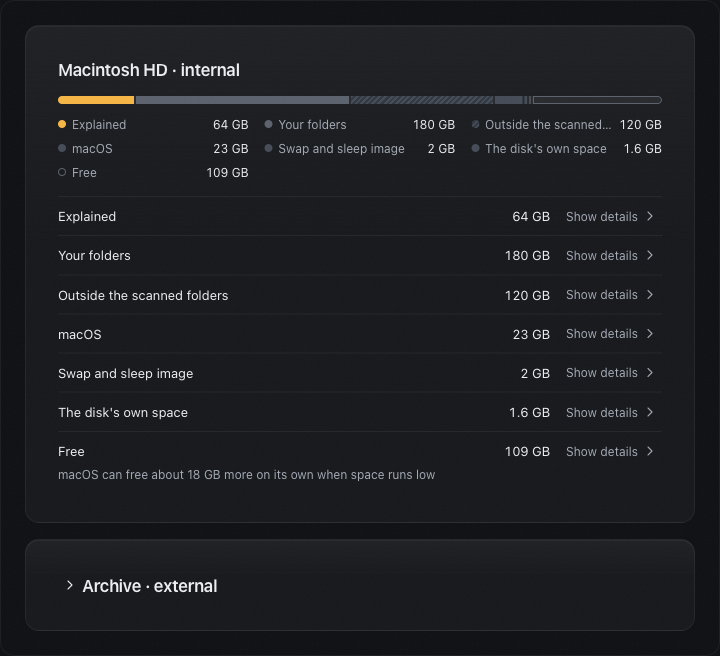 Macintosh HD · internal
Explained 64 GB Your folders 180 GB Outside the scanned... 120 GB
macOS 23 GB Swap and sleep image 2 GB The disk's own space 1.6 GB
Free 109 GB
Explained 64 GB Show details
Your folders 180 GB Show details
Outside the scanned folders 120 GB Show details
macOS 23 GB Show details
Swap and sleep image 2 GB Show details
The disk's own space 1.6 GB Show details
Free 109 GB Show details
macOS can free about 18 GB more on its own when space runs low
Archive · external